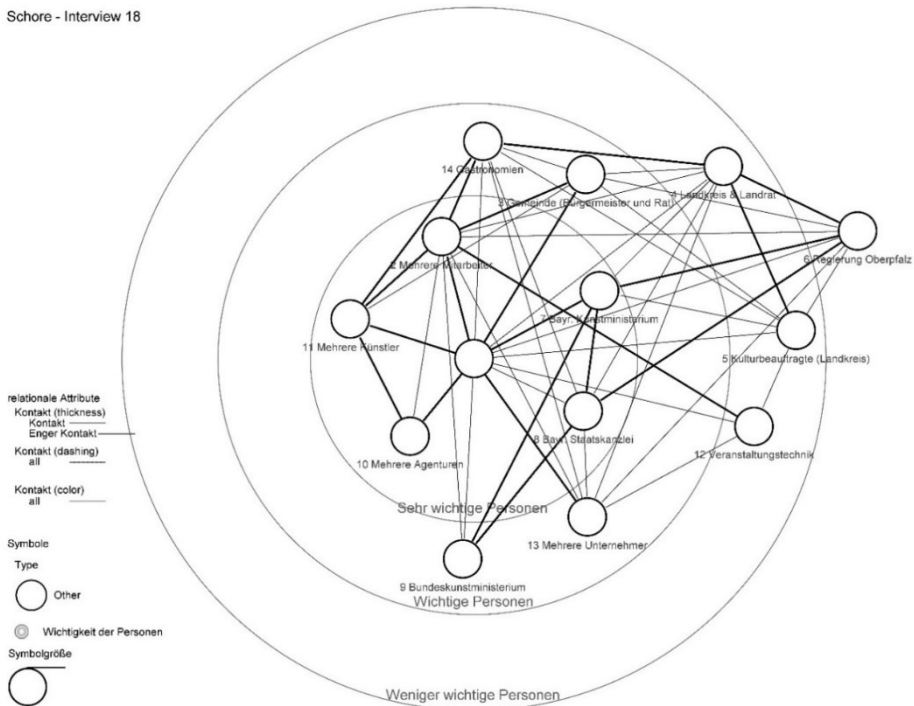 Schore - Interview 18
14 Gastronomien
3 Gemeinde (Bürgermeister und Rat)
4 Landkreis & Landrat
2 Mehrere Mitarbeiter
6 Regierung Oberpfalz
7 Bayr. Kunstministerium
11 Mehrere Künstler
5 Kulturbeauftragte (Landkreis)
relationale Attribute
Kontakt (thickness)
Kontakt
Enger Kontakt
Kontakt (dashing)
all
Kontakt (color)
all
8 Bayr. Staatskanzlei
12 Veranstaltungstechnik
10 Mehrere Agenturen
Sehr wichtige Personen
13 Mehrere Unternehmer
9 Bundeskunstministerium
Wichtige Personen
Symbole
Type
Other
Wichtigkeit der Personen
Symbolgröße
Weniger wichtige Personen